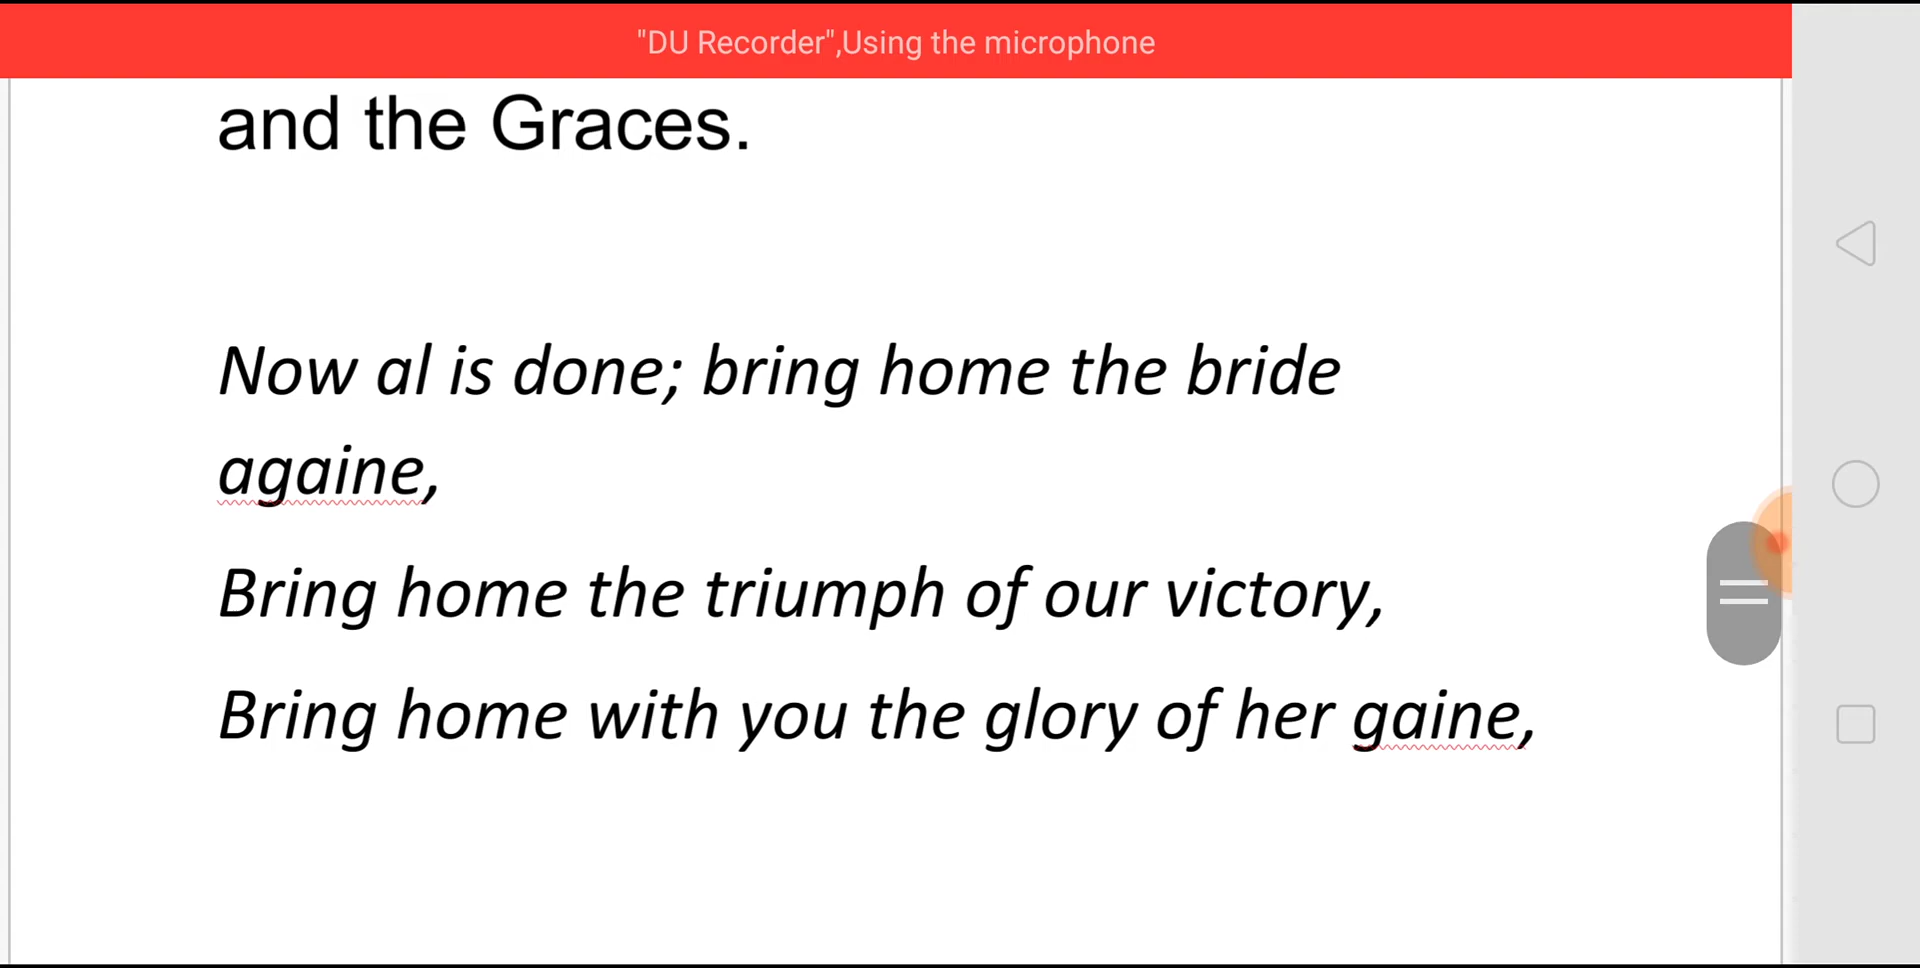 "DU Recorder",Using the microphone
and the Graces.
Now al is done; bring home the bride
againe,
Bring home the triumph of our victory,
Bring home with you the glory of her gaine,